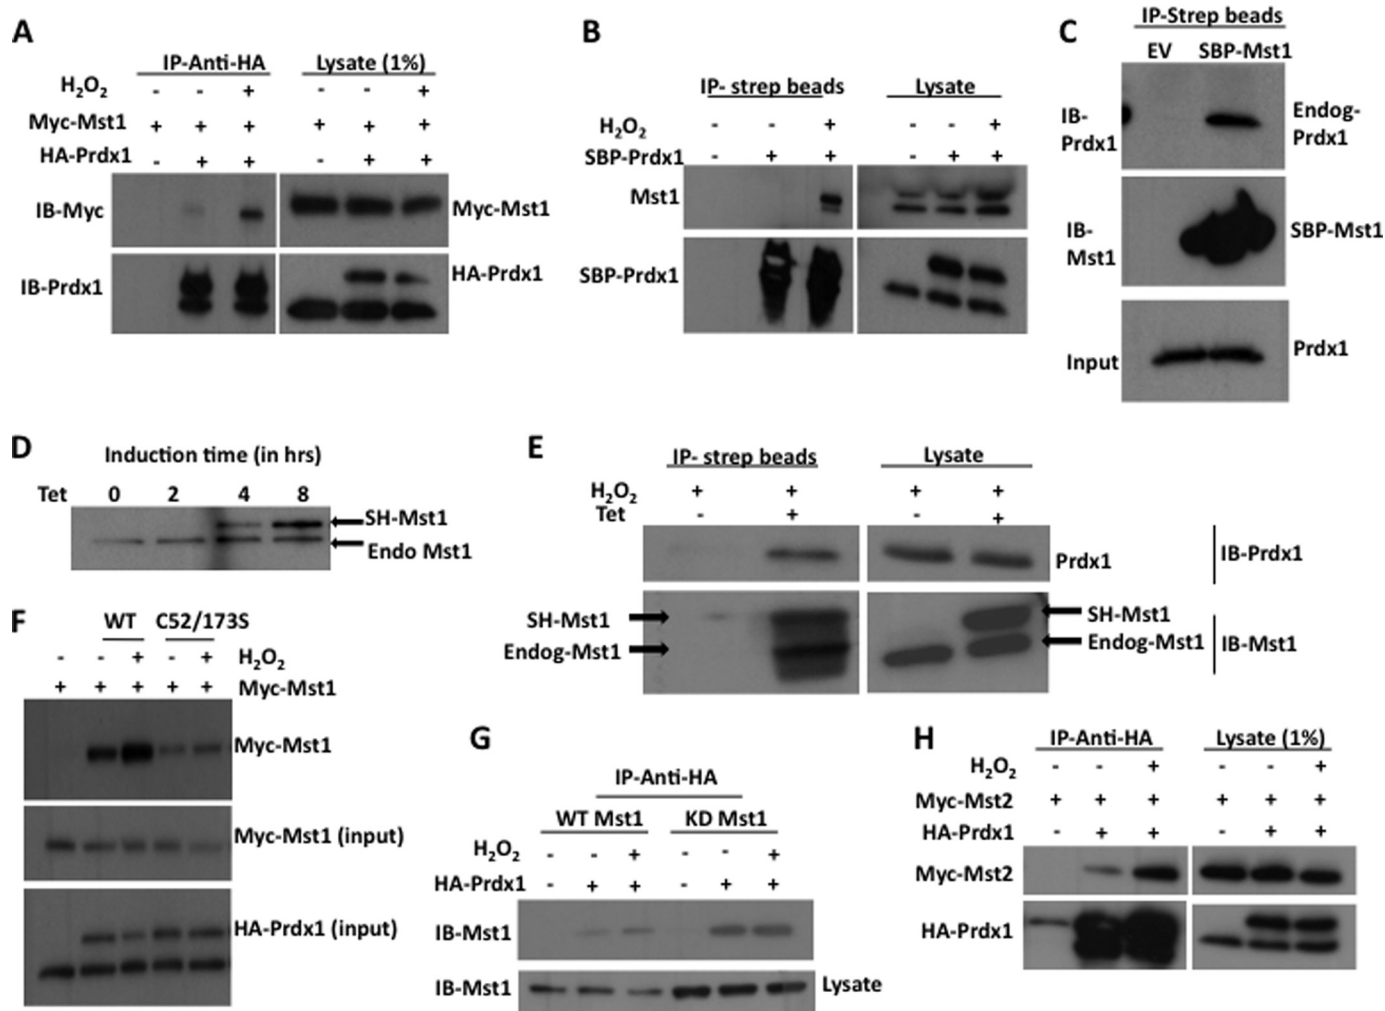 A
IP-Anti-HA Lysate (1%)
H₂O₂ - - + - - +
Myc-Mst1 + + + + + +
HA-Prdx1 - + + - + +
IB-Myc Myc-Mst1
IB-Prdx1 HA-Prdx1
B
IP- strep beads Lysate
H₂O₂ - - + - - +
SBP-Prdx1 - + + - + +
Mst1
SBP-Prdx1
C
IP-Strep beads
EV SBP-Mst1
IB-
Prdx1
Endog-
Prdx1
IB-
Mst1
SBP-Mst1
Input Prdx1
D
Induction time (in hrs)
Tet 0 2 4 8
SH-Mst1
Endo Mst1
E
IP- strep beads Lysate
H₂O₂ + + + +
Tet - + - +
Prdx1 IB-Prdx1
SH-Mst1 SH-Mst1
Endog-Mst1 Endog-Mst1 IB-Mst1
F
WT C52/173S
- - + - + H₂O₂
+ + + + + Myc-Mst1
Myc-Mst1
Myc-Mst1 (input)
HA-Prdx1 (input)
G
IP-Anti-HA
WT Mst1 KD Mst1
H₂O₂ - - + - - +
HA-Prdx1 - + + - + +
IB-Mst1
IB-Mst1 Lysate
H
IP-Anti-HA Lysate (1%)
H₂O₂ - - + - - +
Myc-Mst2 + + + + + +
HA-Prdx1 - + + - + +
Myc-Mst2
HA-Prdx1